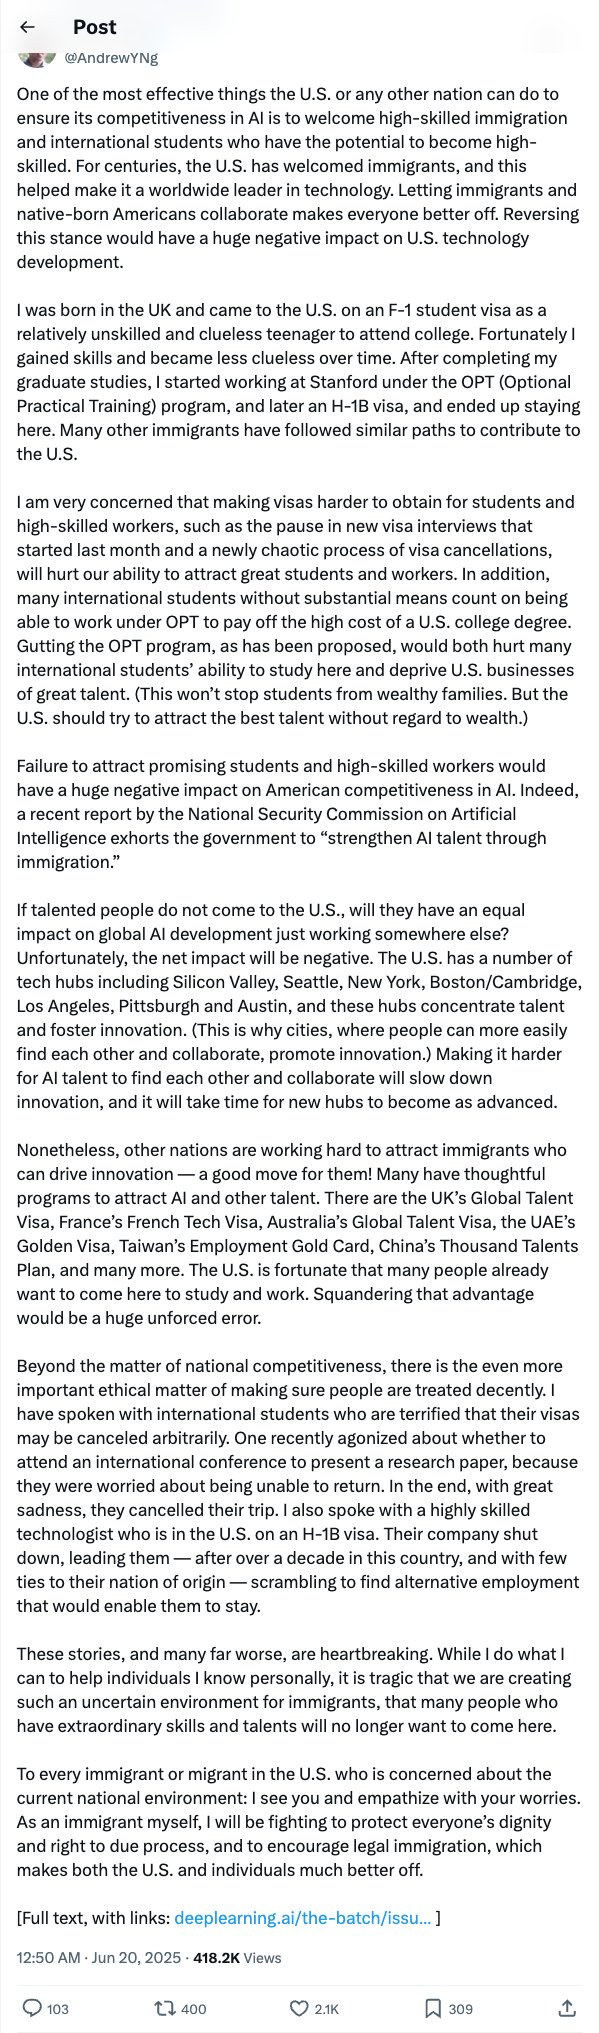 Post
@AndrewYNg
One of the most effective things the U.S. or any other nation can do to
ensure its competitiveness in AI is to welcome high-skilled immigration
and international students who have the potential to become high-
skilled. For centuries, the U.S. has welcomed immigrants, and this
helped make it a worldwide leader in technology. Letting immigrants and
native-born Americans collaborate makes everyone better off. Reversing
this stance would have a huge negative impact on U.S. technology
development.
I was born in the UK and came to the U.S. on an F-1 student visa as a
relatively unskilled and clueless teenager to attend college. Fortunately I
gained skills and became less clueless over time. After completing my
graduate studies, I started working at Stanford under the OPT (Optional
Practical Training) program, and later an H-1B visa, and ended up staying
here. Many other immigrants have followed similar paths to contribute to
the U.S.
I am very concerned that making visas harder to obtain for students and
high-skilled workers, such as the pause in new visa interviews that
started last month and a newly chaotic process of visa cancellations,
will hurt our ability to attract great students and workers. In addition,
many international students without substantial means count on being
able to work under OPT to pay off the high cost of a U.S. college degree.
Gutting the OPT program, as has been proposed, would both hurt many
international students’ ability to study here and deprive U.S. businesses
of great talent. (This won’t stop students from wealthy families. But the
U.S. should try to attract the best talent without regard to wealth.)
Failure to attract promising students and high-skilled workers would
have a huge negative impact on American competitiveness in AI. Indeed,
a recent report by the National Security Commission on Artificial
Intelligence exhorts the government to “strengthen AI talent through
immigration.”
If talented people do not come to the U.S., will they have an equal
impact on global AI development just working somewhere else?
Unfortunately, the net impact will be negative. The U.S. has a number of
tech hubs including Silicon Valley, Seattle, New York, Boston/Cambridge,
Los Angeles, Pittsburgh and Austin, and these hubs concentrate talent
and foster innovation. (This is why cities, where people can more easily
find each other and collaborate, promote innovation.) Making it harder
for AI talent to find each other and collaborate will slow down
innovation, and it will take time for new hubs to become as advanced.
Nonetheless, other nations are working hard to attract immigrants who
can drive innovation — a good move for them! Many have thoughtful
programs to attract AI and other talent. There are the UK’s Global Talent
Visa, France’s French Tech Visa, Australia’s Global Talent Visa, the UAE’s
Golden Visa, Taiwan’s Employment Gold Card, China’s Thousand Talents
Plan, and many more. The U.S. is fortunate that many people already
want to come here to study and work. Squandering that advantage
would be a huge unforced error.
Beyond the matter of national competitiveness, there is the even more
important ethical matter of making sure people are treated decently. I
have spoken with international students who are terrified that their visas
may be canceled arbitrarily. One recently agonized about whether to
attend an international conference to present a research paper, because
they were worried about being unable to return. In the end, with great
sadness, they cancelled their trip. I also spoke with a highly skilled
technologist who is in the U.S. on an H-1B visa. Their company shut
down, leading them — after over a decade in this country, and with few
ties to their nation of origin — scrambling to find alternative employment
that would enable them to stay.
These stories, and many far worse, are heartbreaking. While I do what I
can to help individuals I know personally, it is tragic that we are creating
such an uncertain environment for immigrants, that many people who
have extraordinary skills and talents will no longer want to come here.
To every immigrant or migrant in the U.S. who is concerned about the
current national environment: I see you and empathize with your worries.
As an immigrant myself, I will be fighting to protect everyone’s dignity
and right to due process, and to encourage legal immigration, which
makes both the U.S. and individuals much better off.
[Full text, with links: deeplearning.ai/the-batch/issu... ]
12:50 AM · Jun 20, 2025 · 418.2K Views
103 400 2.1K 309